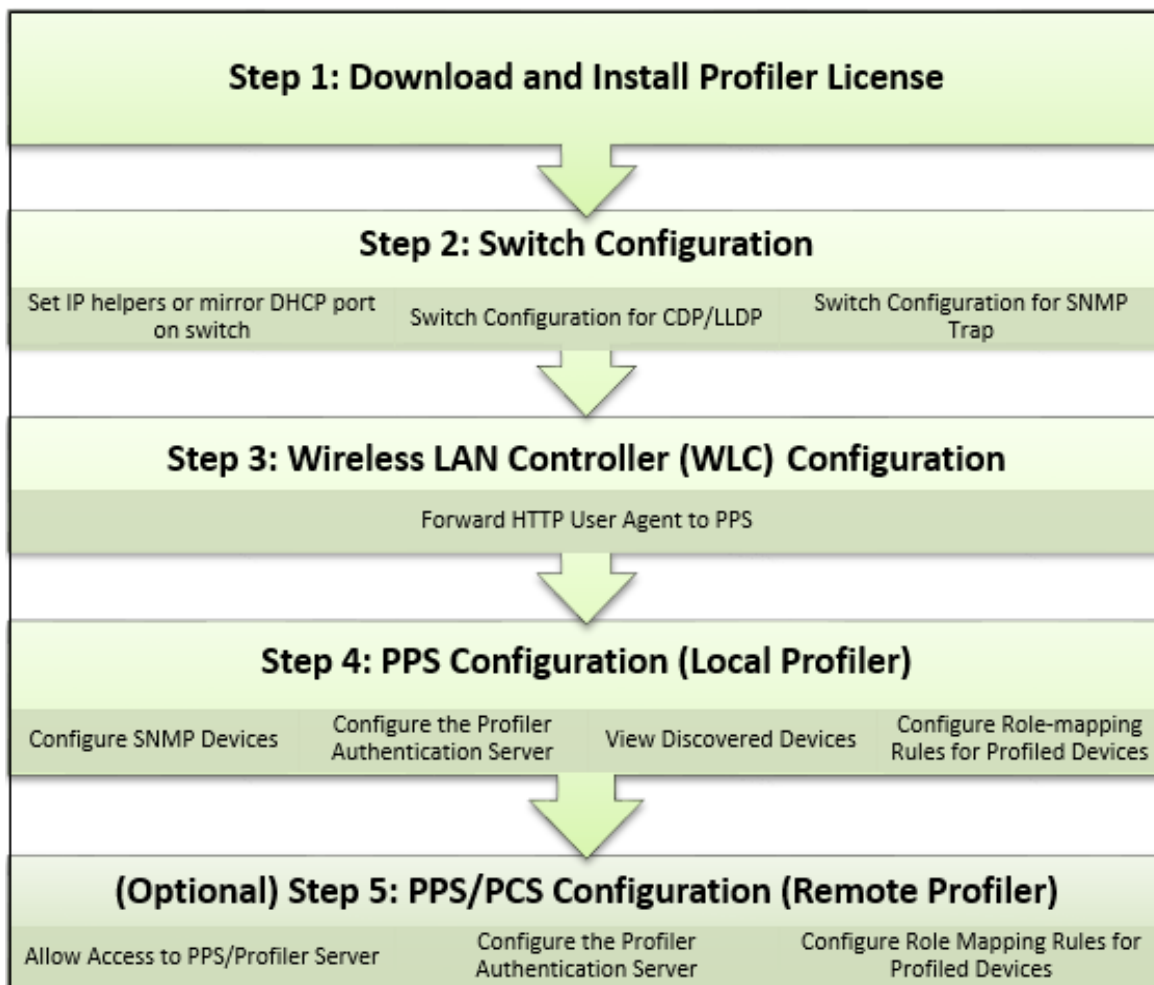 Step 1: Download and Install Profiler License
Step 2: Switch Configuration
Set IP helpers or mirror DHCP port
on switch
Switch Configuration for CDP/LLDP
Switch Configuration for SNMP
Trap
Step 3: Wireless LAN Controller (WLC) Configuration
Forward HTTP User Agent to PPS
Step 4: PPS Configuration (Local Profiler)
Configure SNMP Devices
Configure the Profiler
Authentication Server
View Discovered Devices
Configure Role-mapping
Rules for Profiled Devices
(Optional) Step 5: PPS/PCS Configuration (Remote Profiler)
Allow Access to PPS/Profiler Server
Configure the Profiler
Authentication Server
Configure Role Mapping Rules for
Profiled Devices